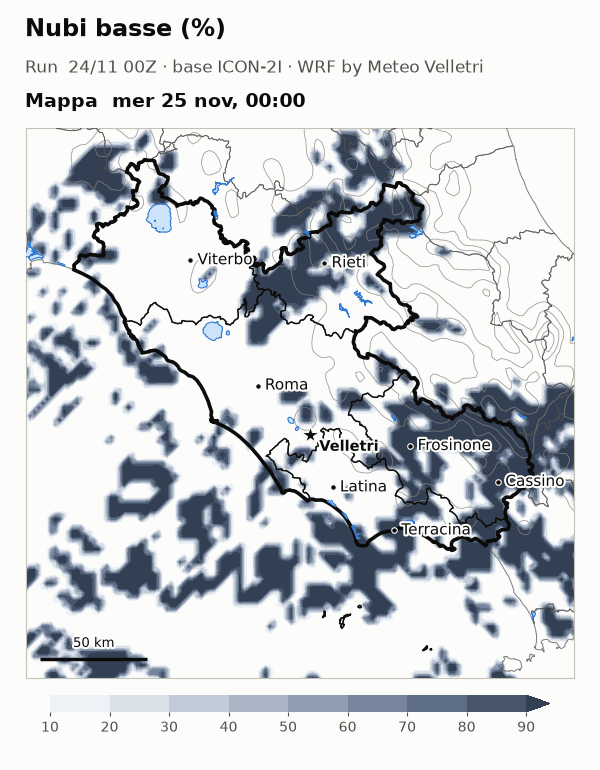 Nubi basse (%)
Run  24/11 00Z · base ICON-2I · WRF by Meteo Velletri
Mappa  mer 25 nov, 00:00
Viterbo
Rieti
Roma
Velletri
Frosinone
Cassino
Latina
Terracina
50 km
10 20 30 40 50 60 70 80 90